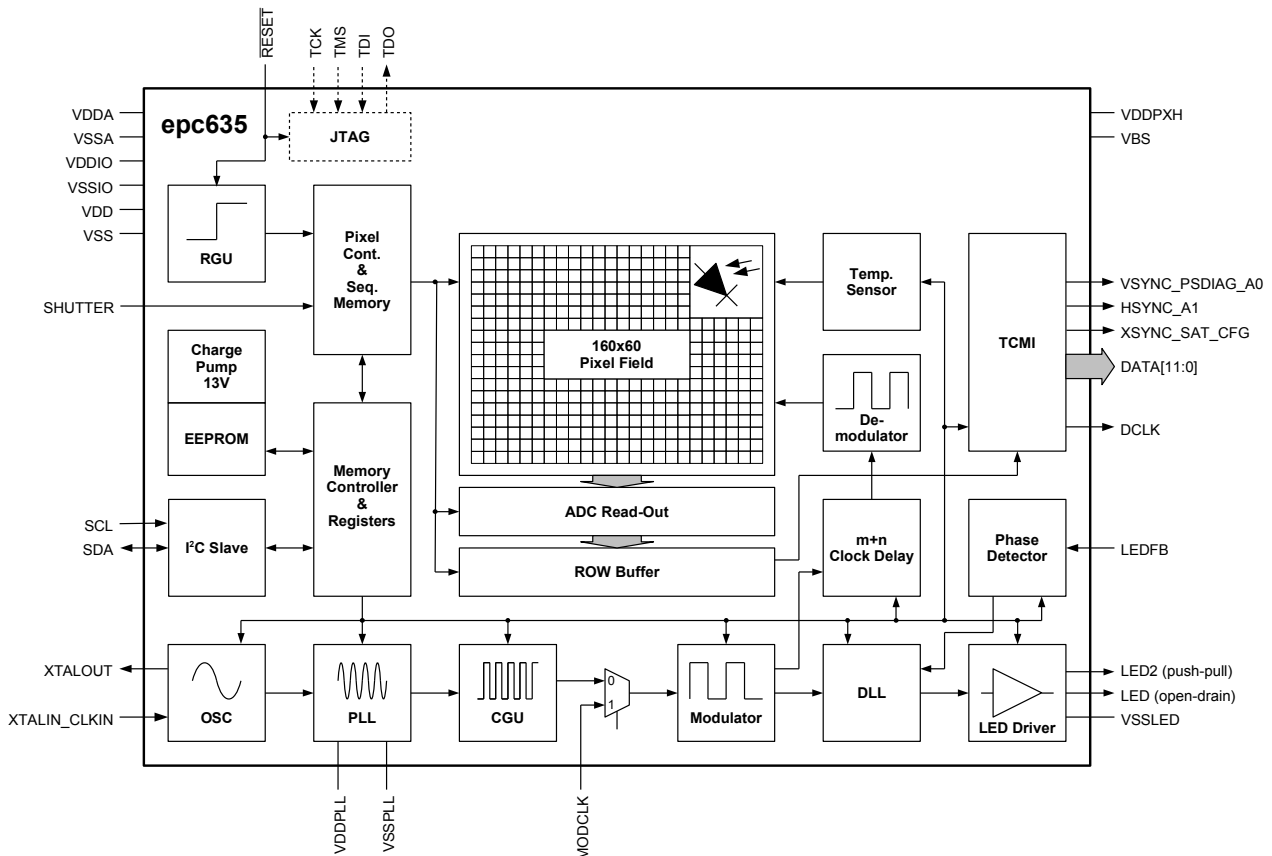 RESET
TCK
TMS
TDI
TDO
epc635
JTAG
VDDA
VSSA
VDDIO
VSSIO
VDD
VSS
VDDPXH
VBS
RGU
Pixel
Cont.
&
Seq.
Memory
Temp.
Sensor
TCMI
VSYNC_PSDIAG_A0
HSYNC_A1
XSYNC_SAT_CFG
DATA[11:0]
DCLK
SHUTTER
160x60
Pixel Field
Charge
Pump
13V
EEPROM
De-
modulator
Memory
Controller
&
Registers
ADC Read-Out
ROW Buffer
SCL
SDA
I²C Slave
m+n
Clock Delay
Phase
Detector
LEDFB
XTALOUT
XTALIN_CLKIN
OSC
PLL
CGU
0
1
Modulator
DLL
LED Driver
LED2 (push-pull)
LED (open-drain)
VSSLED
VDDPLL
VSSPLL
MODCLK